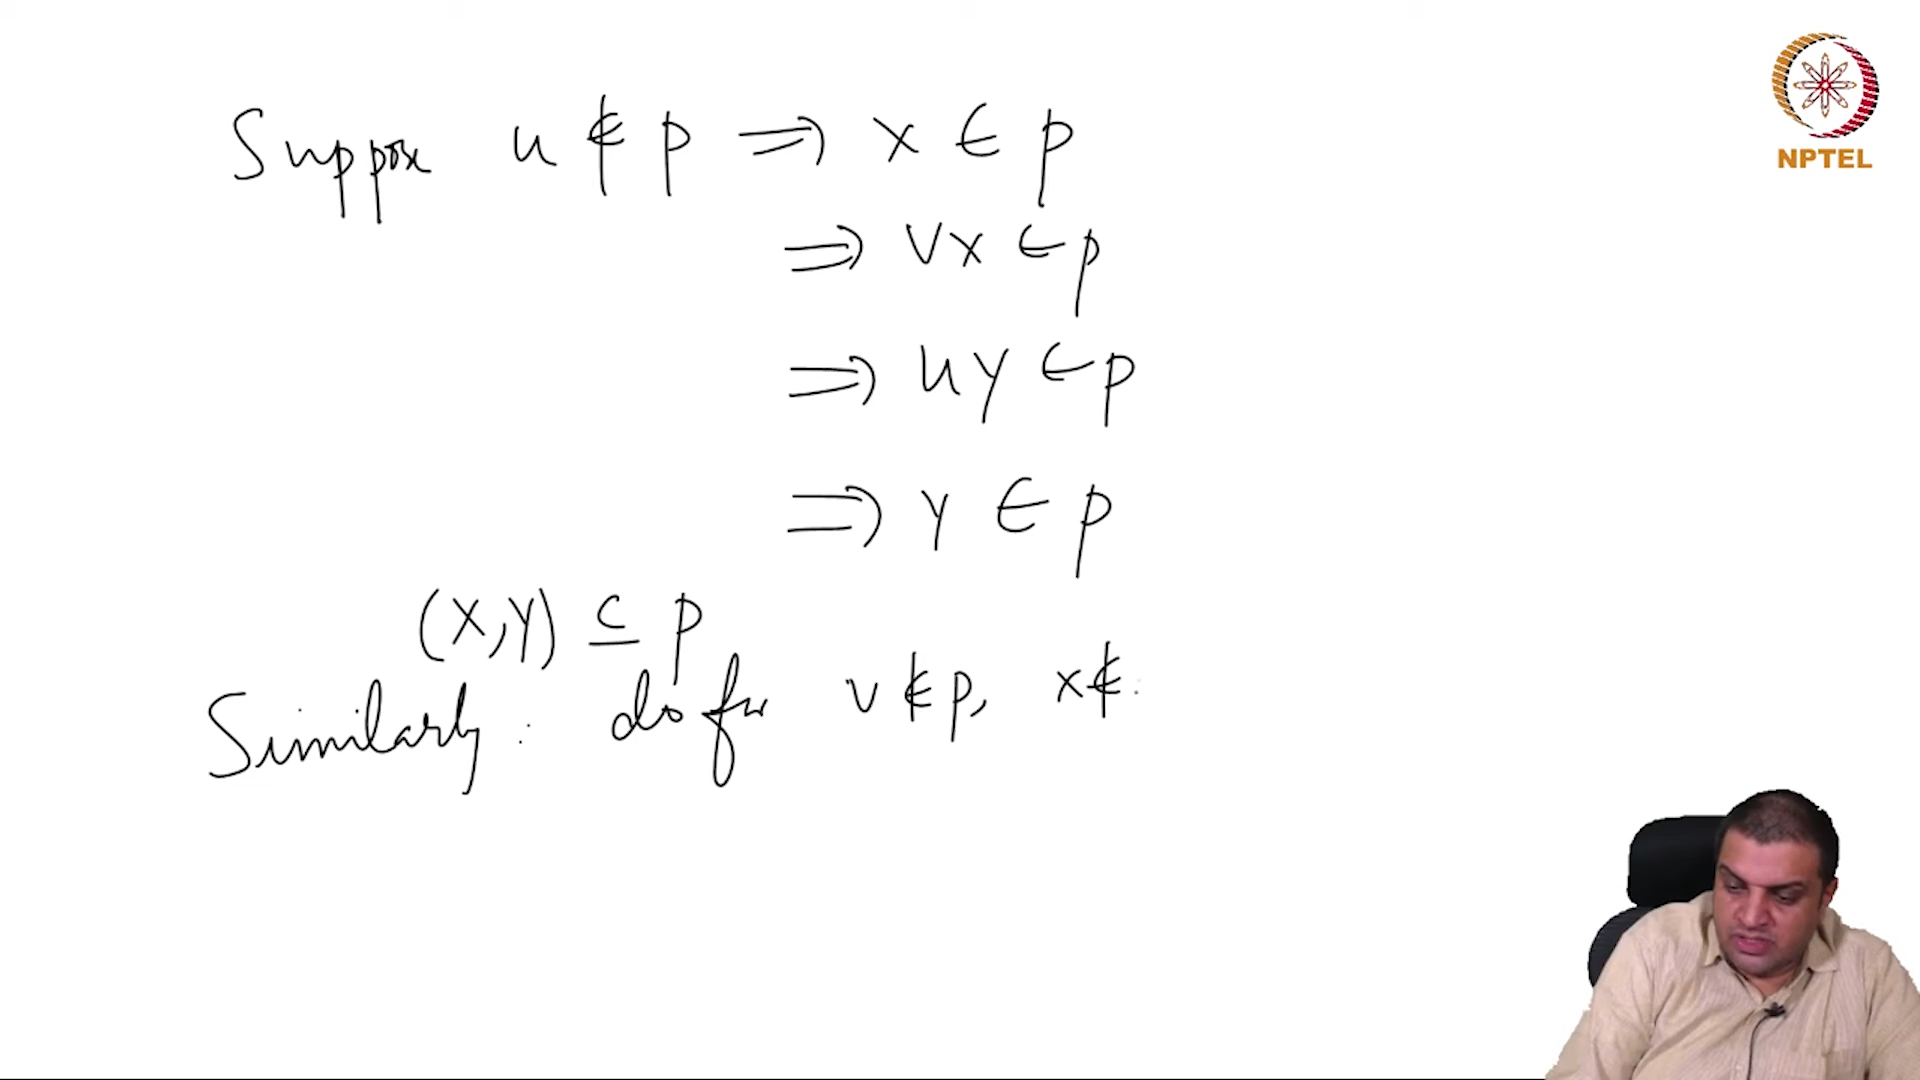 Suppose u ∉ p ⟹ x ∈ p
⟹ vx ∈ p
⟹ uy ∈ p
⟹ y ∈ p
(x,y) ⊆ p
Similarly: do for v ∉ p, x ∉
NPTEL